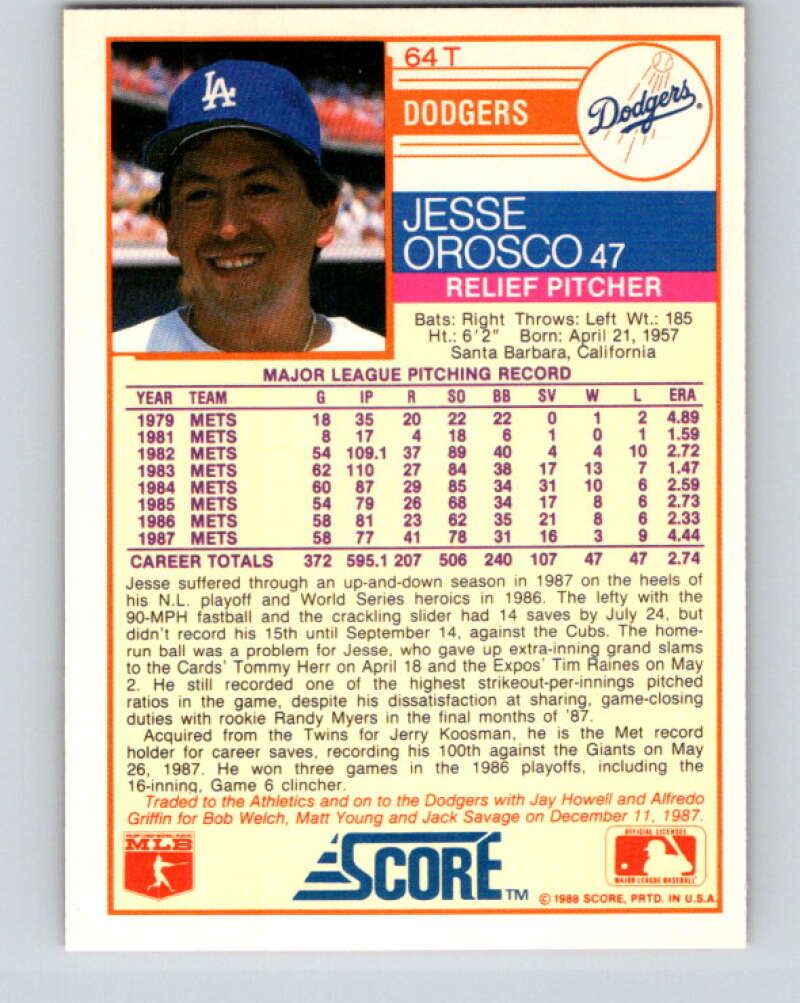 LA
64 T
DODGERS
Dodgers®
JESSE
OROSCO 47
RELIEF PITCHER
Bats: Right Throws: Left Wt.: 185
Ht.: 6'2" Born: April 21, 1957
Santa Barbara, California
MAJOR LEAGUE PITCHING RECORD
YEAR TEAM G IP R SO BB SV W L ERA
1979 METS 18 35 20 22 22 0 1 2 4.89
1981 METS 8 17 4 18 6 1 0 1 1.59
1982 METS 54 109.1 37 89 40 4 4 10 2.72
1983 METS 62 110 27 84 38 17 13 7 1.47
1984 METS 60 87 29 85 34 31 10 6 2.59
1985 METS 54 79 26 68 34 17 8 6 2.73
1986 METS 58 81 23 62 35 21 8 6 2.33
1987 METS 58 77 41 78 31 16 3 9 4.44
CAREER TOTALS 372 595.1 207 506 240 107 47 47 2.74
Jesse suffered through an up-and-down season in 1987 on the heels of
his N.L. playoff and World Series heroics in 1986. The lefty with the
90-MPH fastball and the crackling slider had 14 saves by July 24, but
didn't record his 15th until September 14, against the Cubs. The home-
run ball was a problem for Jesse, who gave up extra-inning grand slams
to the Cards' Tommy Herr on April 18 and the Expos' Tim Raines on May
2. He still recorded one of the highest strikeout-per-innings pitched
ratios in the game, despite his dissatisfaction at sharing, game-closing
duties with rookie Randy Myers in the final months of '87.
Acquired from the Twins for Jerry Koosman, he is the Met record
holder for career saves, recording his 100th against the Giants on May
26, 1987. He won three games in the 1986 playoffs, including the
16-inning, Game 6 clincher.
Traded to the Athletics and on to the Dodgers with Jay Howell and Alfredo
Griffin for Bob Welch, Matt Young and Jack Savage on December 11, 1987.
MAJOR LEAGUE BASEBALL PLAYERS
MLB
SCORE™
OFFICIAL LICENSEE
MAJOR LEAGUE BASEBALL
© 1988 SCORE, PRTD. IN U.S.A.